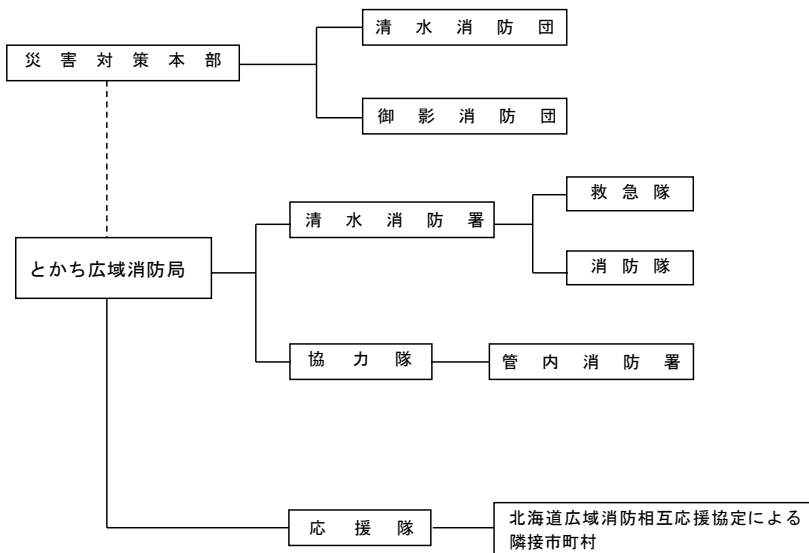 清水消防団
災害対策本部
御影消防団
救急隊
清水消防署
とかち広域消防局
消防隊
協力隊
管内消防署
応援隊
北海道広域消防相互応援協定による
隣接市町村